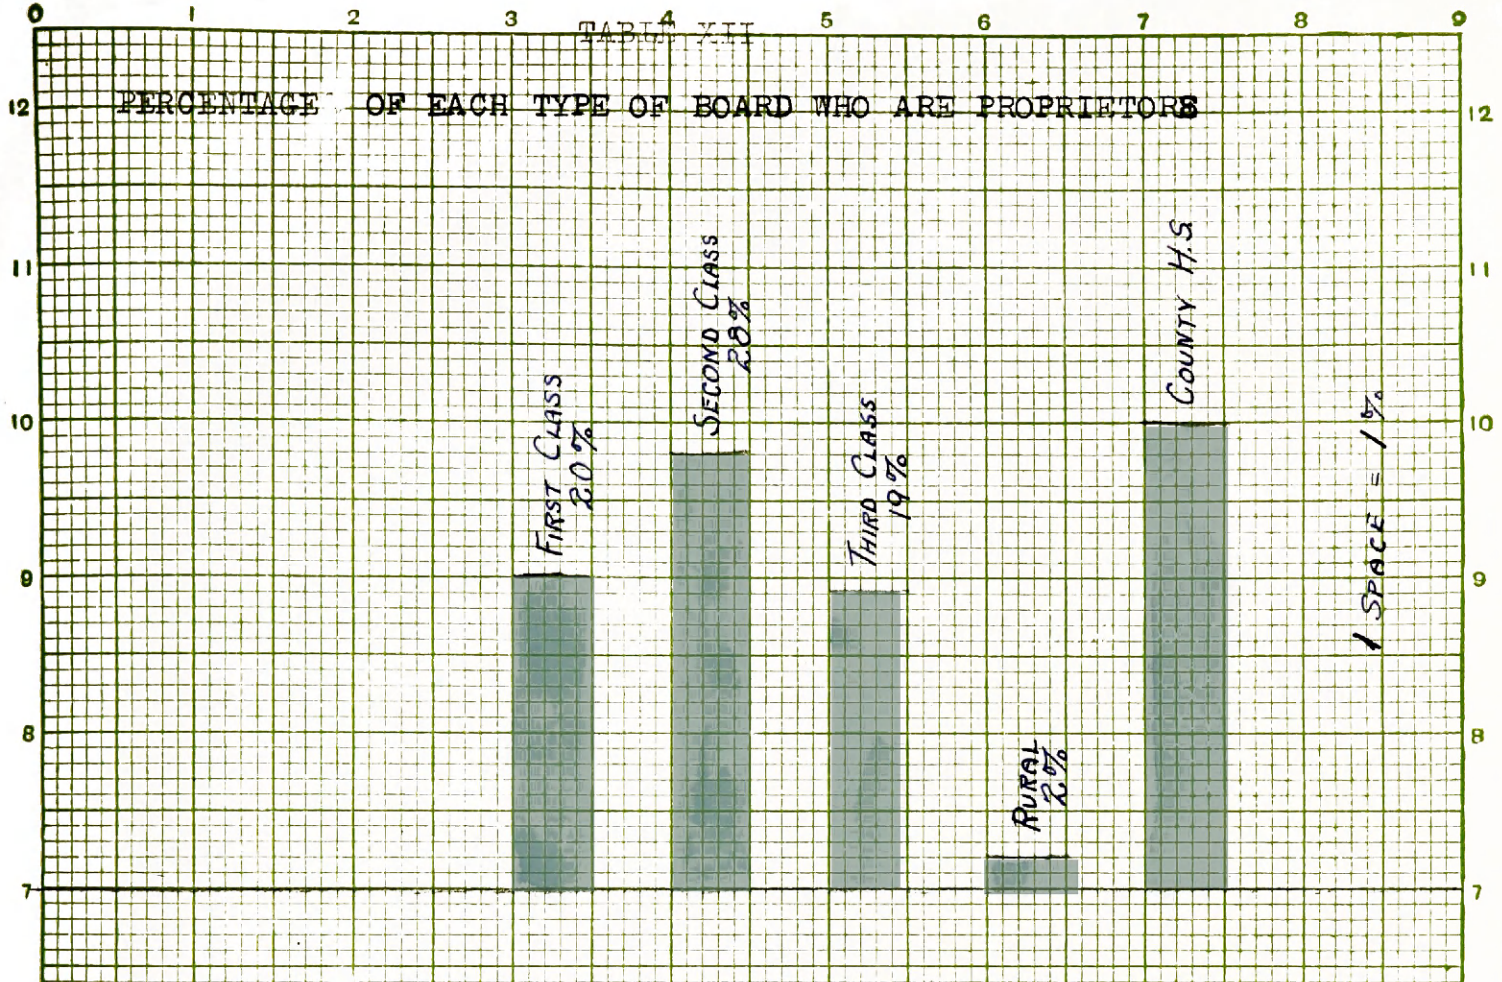 0 1 2 3 4 5 6 7 8 9
TABLE XII
12 PERCENTAGE OF EACH TYPE OF BOARD WHO ARE PROPRIETORS 12
11 11
10 10
9 9
8 8
7 7
FIRST CLASS
20%
SECOND CLASS
28%
THIRD CLASS
19%
RURAL
2%
COUNTY H.S.
1 SPACE = 1%